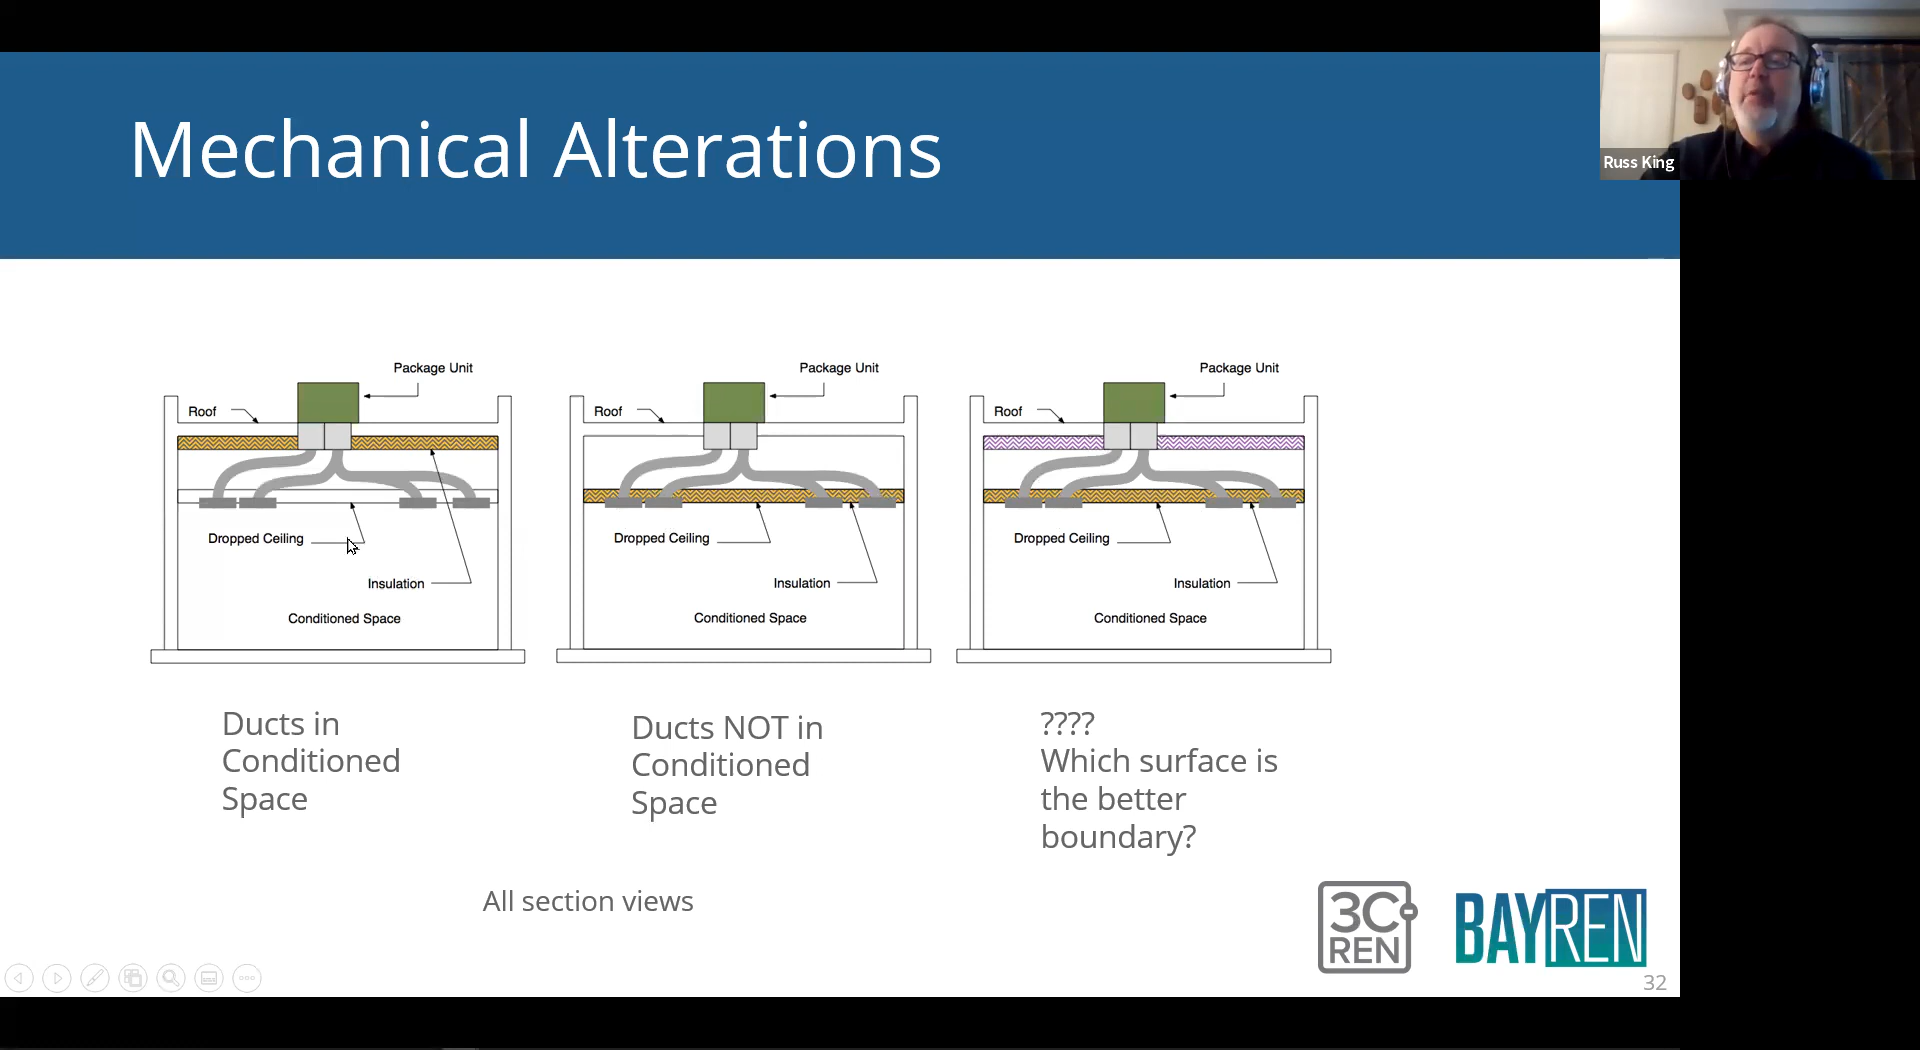 Russ King
Mechanical Alterations
Package Unit
Roof
Dropped Ceiling
Insulation
Conditioned Space
Package Unit
Roof
Dropped Ceiling
Insulation
Conditioned Space
Package Unit
Roof
Dropped Ceiling
Insulation
Conditioned Space
Ducts in
Conditioned
Space
Ducts NOT in
Conditioned
Space
????
Which surface is
the better
boundary?
All section views
3C
REN
BAYREN
32